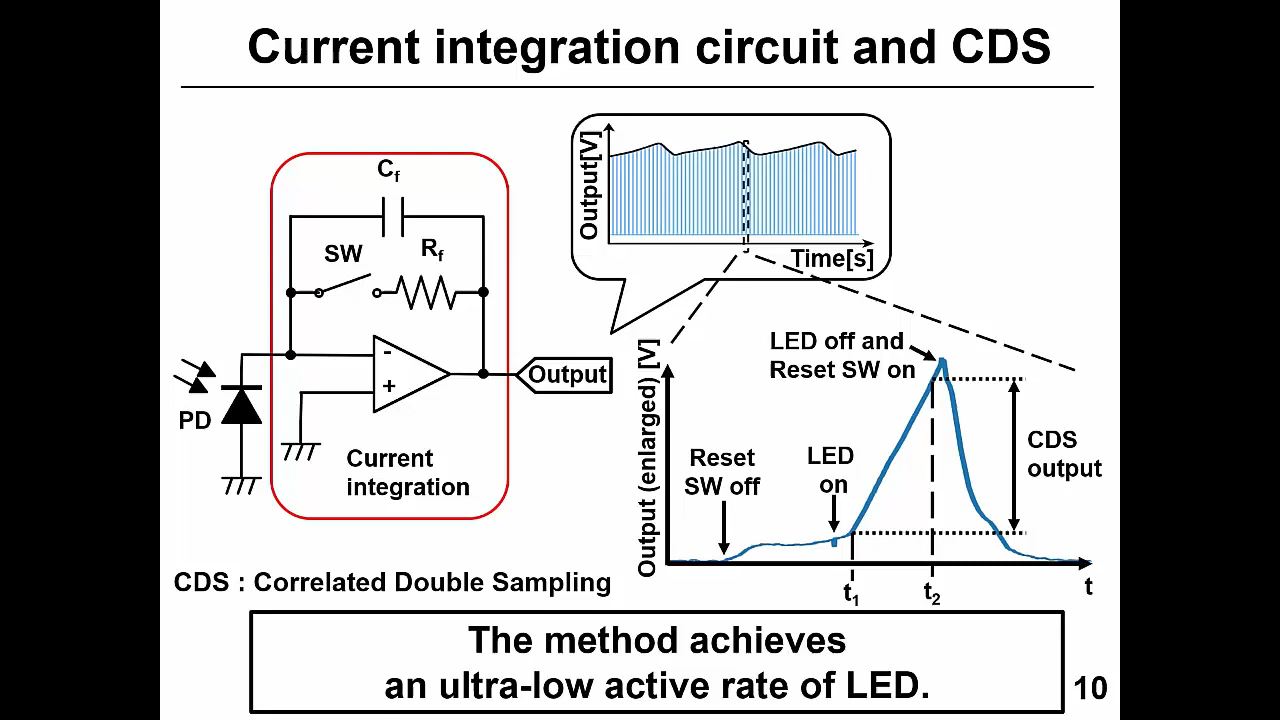 Current integration circuit and CDS
Cf
SW
Rf
-
+
PD
Output
Current
integration
CDS : Correlated Double Sampling
Output[V]
Time[s]
Output (enlarged) [V]
LED off and
Reset SW on
Reset
SW off
LED
on
CDS
output
t1
t2
t
The method achieves
an ultra-low active rate of LED.
10